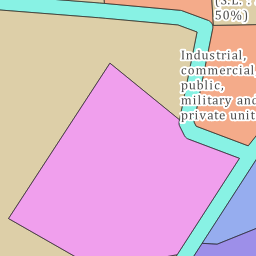 (S.L. :
50%)
Industrial,
commercial,
public,
military and
private unit